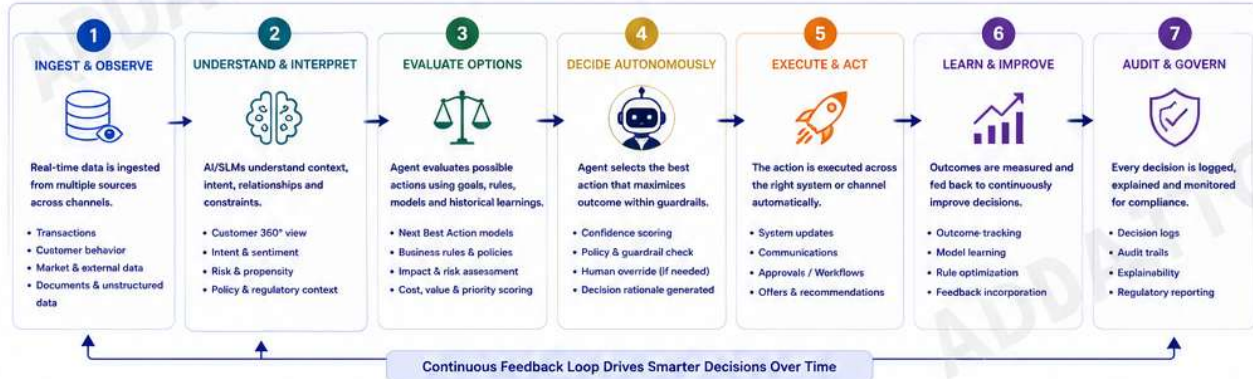 1
INGEST & OBSERVE
Real-time data is ingested
from multiple sources
across channels.
• Transactions
• Customer behavior
• Market & external data
• Documents & unstructured
data
2
UNDERSTAND & INTERPRET
AI/SLMs understand context,
intent, relationships and
constraints.
• Customer 360° view
• Intent & sentiment
• Risk & propensity
• Policy & regulatory context
3
EVALUATE OPTIONS
Agent evaluates possible
actions using goals, rules,
models and historical learnings.
• Next Best Action models
• Business rules & policies
• Impact & risk assessment
• Cost, value & priority scoring
4
DECIDE AUTONOMOUSLY
Agent selects the best
action that maximizes
outcome within guardrails.
• Confidence scoring
• Policy & guardrail check
• Human override (if needed)
• Decision rationale generated
5
EXECUTE & ACT
The action is executed across
the right system or channel
automatically.
• System updates
• Communications
• Approvals / Workflows
• Offers & recommendations
6
LEARN & IMPROVE
Outcomes are measured and
fed back to continuously
improve decisions.
• Outcome tracking
• Model learning
• Rule optimization
• Feedback incorporation
7
AUDIT & GOVERN
Every decision is logged,
explained and monitored
for compliance.
• Decision logs
• Audit trails
• Explainability
• Regulatory reporting
Continuous Feedback Loop Drives Smarter Decisions Over Time